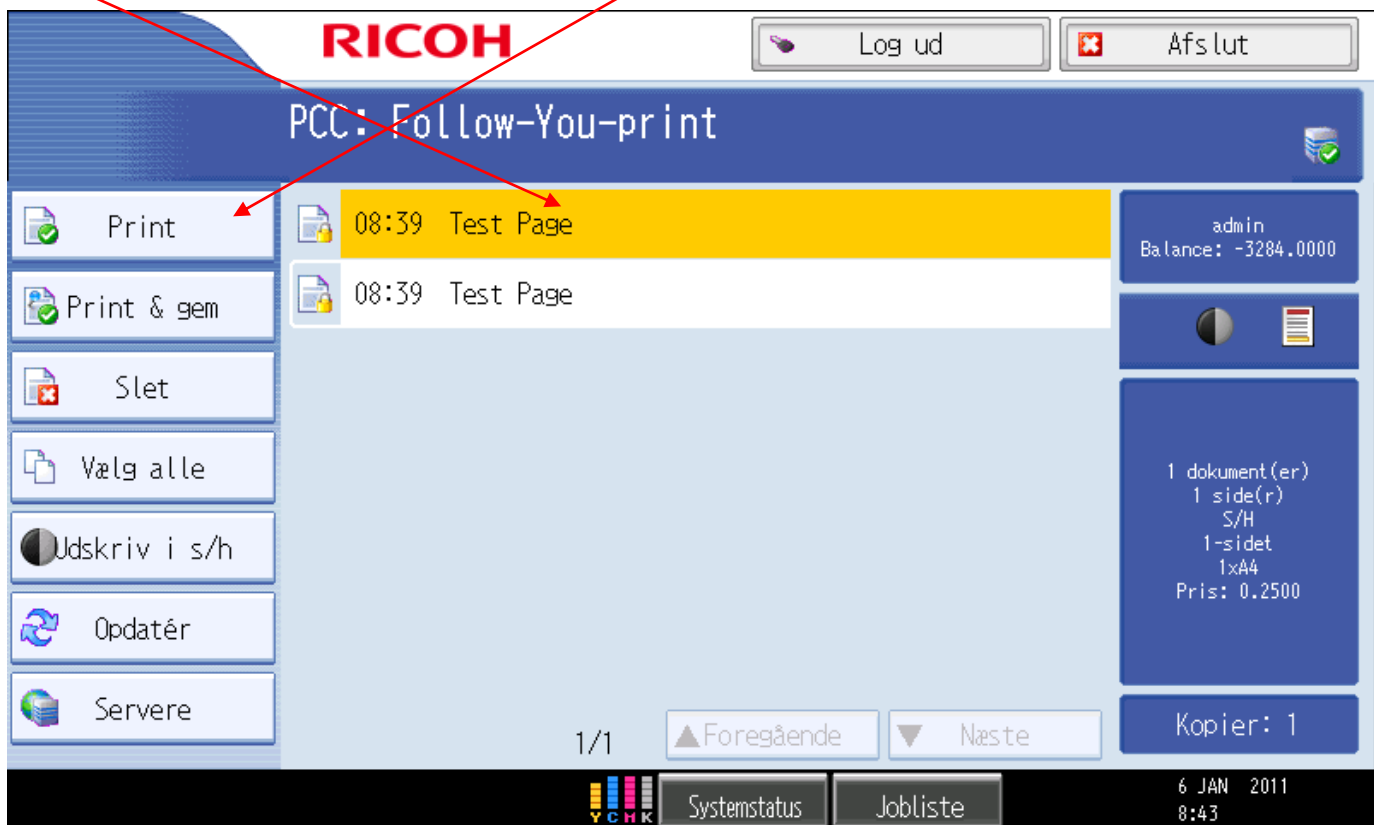 RICOH
Log ud
Afslut
PCC: Follow-You-print
Print
Print & gem
Slet
Vælg alle
Udskriv i s/h
Opdatér
Servere
08:39 Test Page
08:39 Test Page
1/1
Foregående
Næste
admin
Balance: -3284.0000
1 dokument(er)
1 side(r)
S/H
1-sidet
1xA4
Pris: 0.2500
Kopier: 1
Y C M K
Systemstatus
Jobliste
6 JAN 2011
8:43